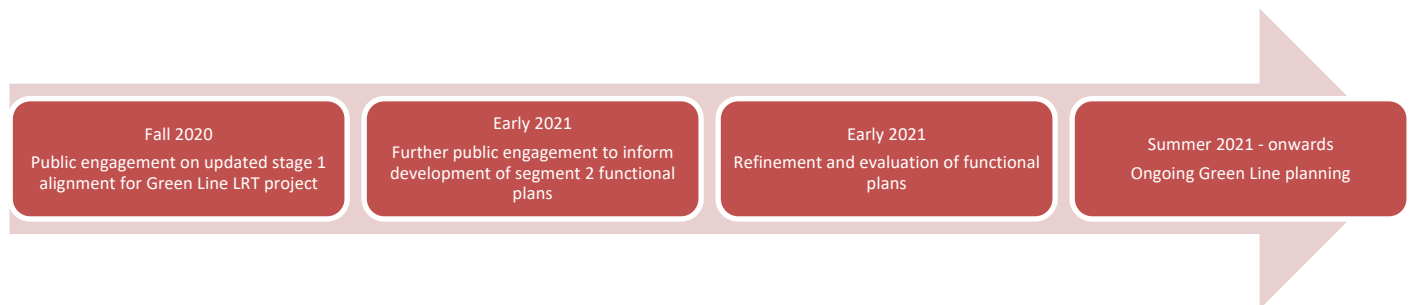 Fall 2020
Public engagement on updated stage 1
alignment for Green Line LRT project
Early 2021
Further public engagement to inform
development of segment 2 functional
plans
Early 2021
Refinement and evaluation of functional
plans
Summer 2021 - onwards
Ongoing Green Line planning